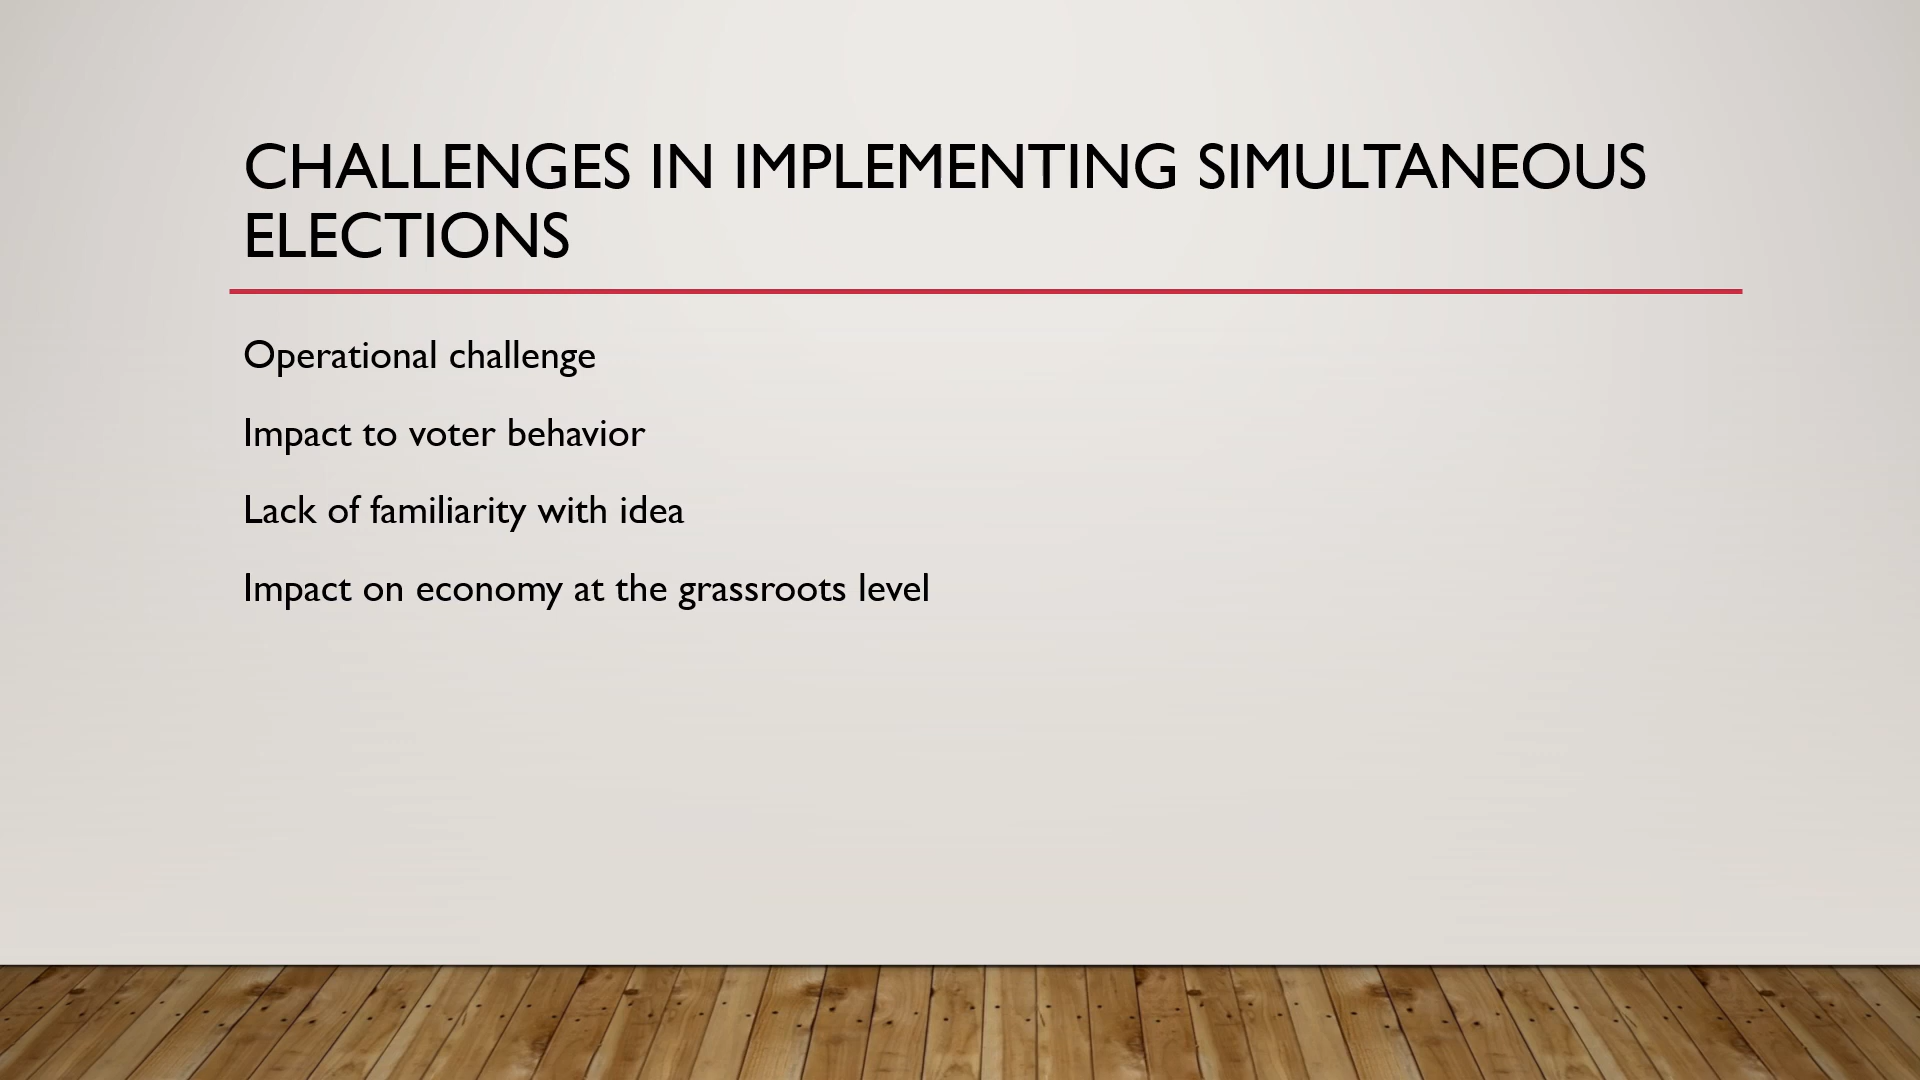 CHALLENGES IN IMPLEMENTING SIMULTANEOUS
ELECTIONS
Operational challenge
Impact to voter behavior
Lack of familiarity with idea
Impact on economy at the grassroots level